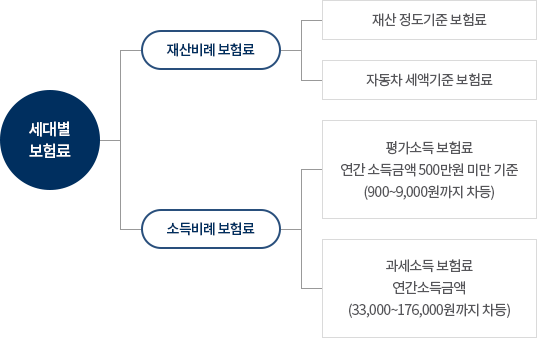 세대별
보험료
재산비례 보험료
재산 정도기준 보험료
자동차 세액기준 보험료
소득비례 보험료
평가소득 보험료
연간 소득금액 500만원 미만 기준
(900~9,000원까지 차등)
과세소득 보험료
연간소득금액
(33,000~176,000원까지 차등)